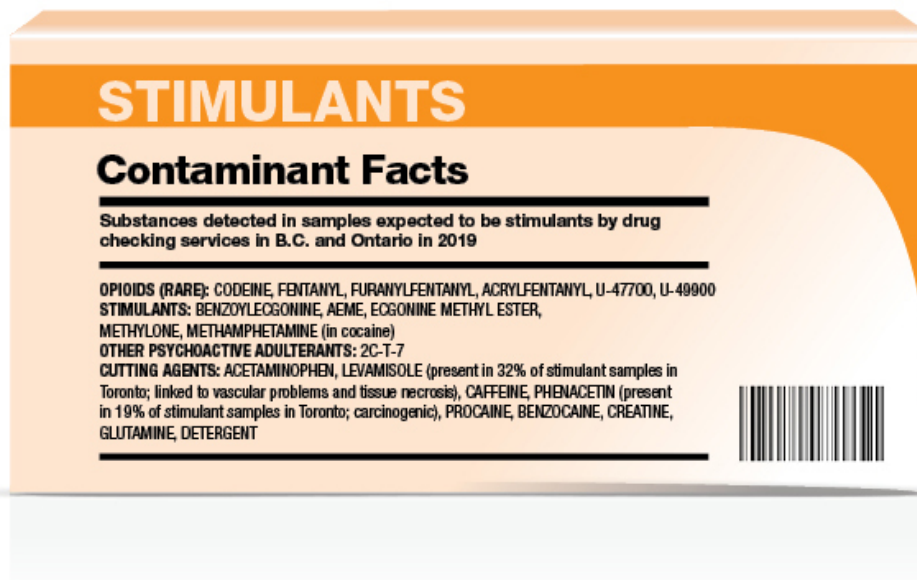 STIMULANTS
Contaminant Facts
Substances detected in samples expected to be stimulants by drug
checking services in B.C. and Ontario in 2019
OPIOIDS (RARE): CODEINE, FENTANYL, FURANYLFENTANYL, ACRYLFENTANYL, U-47700, U-49900
STIMULANTS: BENZOYLECGONINE, AEME, ECGONINE METHYL ESTER,
METHYLONE, METHAMPHETAMINE (in cocaine)
OTHER PSYCHOACTIVE ADULTERANTS: 2C-T-7
CUTTING AGENTS: ACETAMINOPHEN, LEVAMISOLE (present in 32% of stimulant samples in
Toronto; linked to vascular problems and tissue necrosis), CAFFEINE, PHENACETIN (present
in 19% of stimulant samples in Toronto; carcinogenic), PROCAINE, BENZOCAINE, CREATINE,
GLUTAMINE, DETERGENT